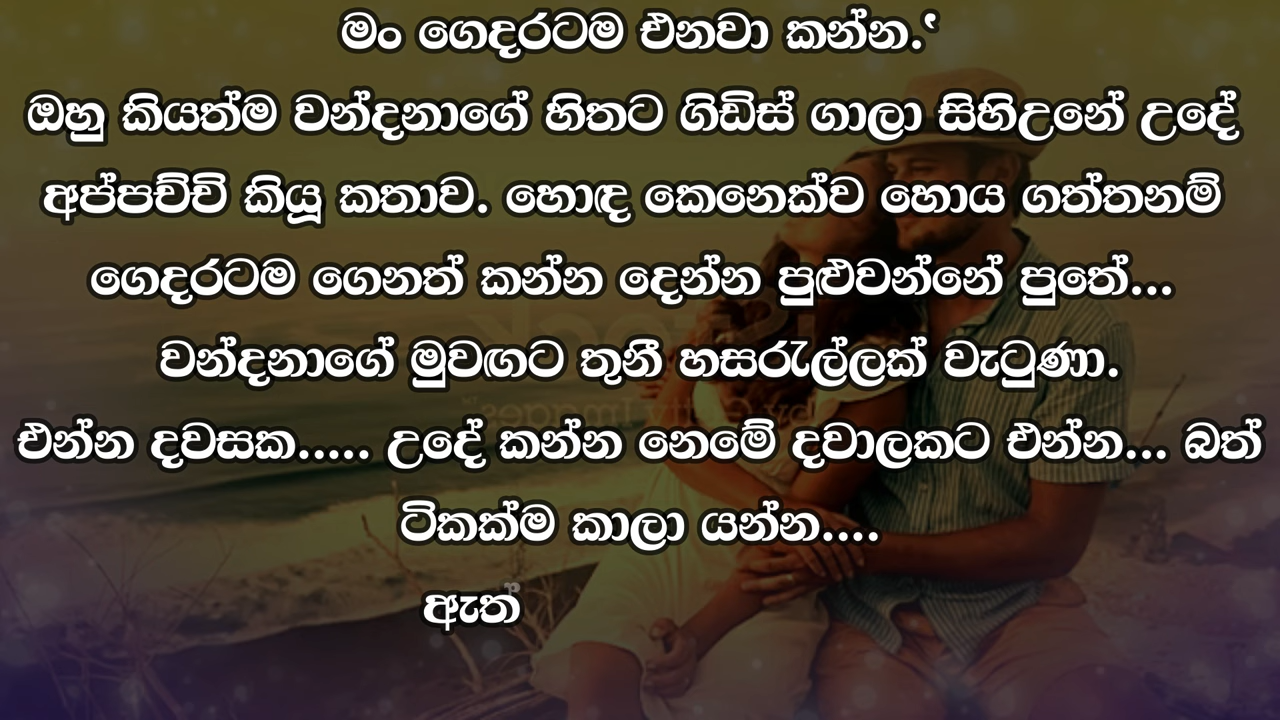 මං ගෙදරටම එනවා කන්න.‛
ඔහු කියත්ම වන්දනාගේ හිතට ගිඩිස් ගාලා සිහිඋනේ උදේ
අප්පච්චි කියූ කතාව. හොඳ කෙනෙක්ව හොය ගත්තනම්
ගෙදරටම ගෙනත් කන්න දෙන්න පුළුවන්නේ පුතේ...
වන්දනාගේ මුවඟට තුනී හසරැල්ලක් වැටුණා.
එන්න දවසක..... උදේ කන්න නෙමේ දවාලකට එන්න... බත්
ටිකක්ම කාලා යන්න....
ඇත්